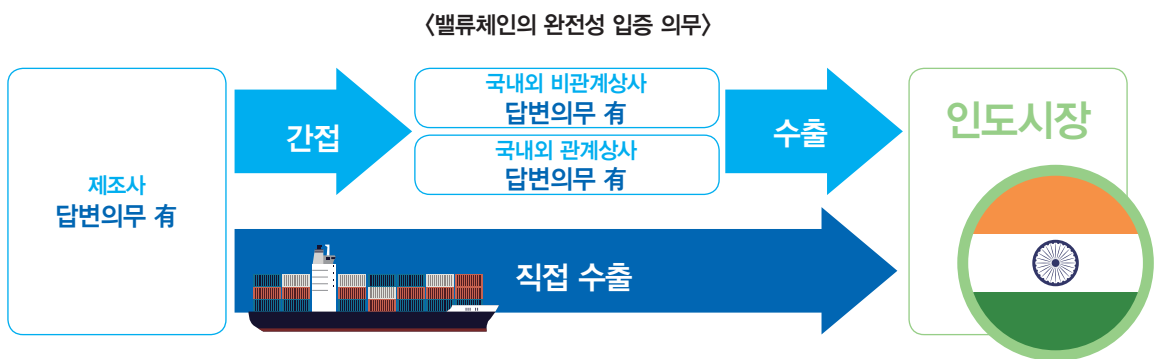 〈밸류체인의 완전성 입증 의무〉
제조사
답변의무 有
간접
국내외 비관계상사
답변의무 有
국내외 관계상사
답변의무 有
수출
직접 수출
인도시장